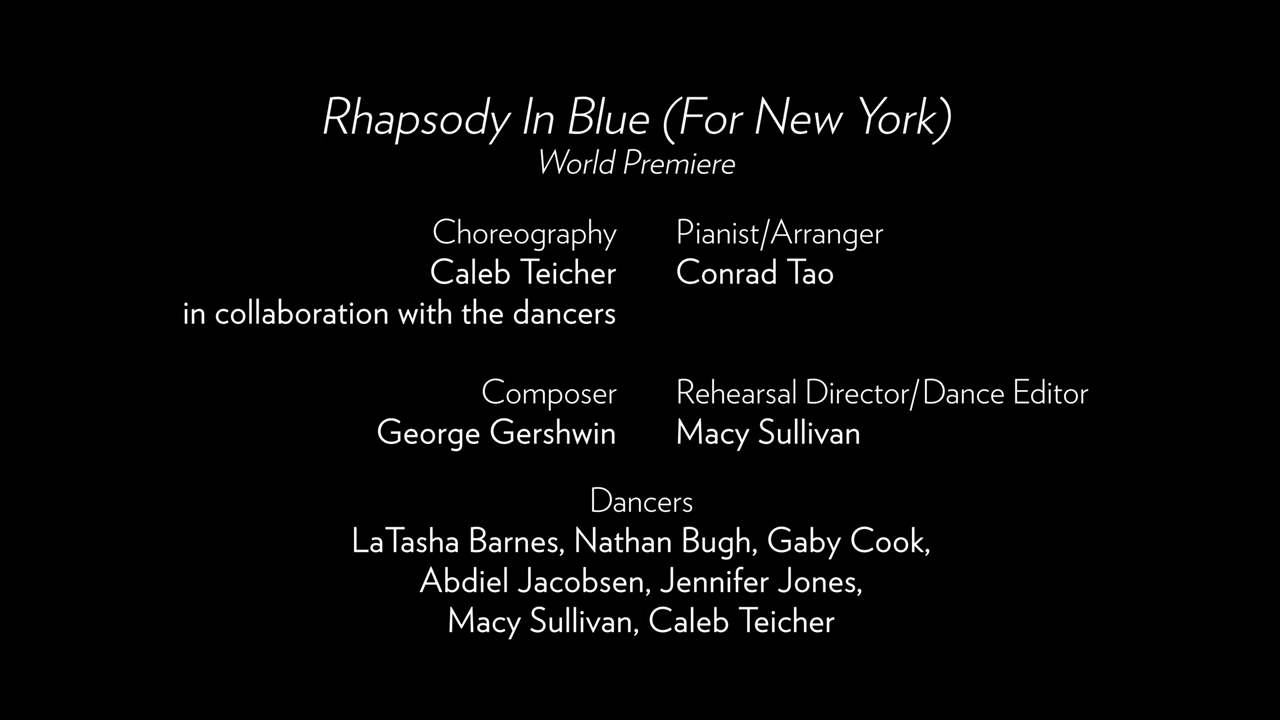 Rhapsody In Blue (For New York)
World Premiere
Choreography
Caleb Teicher
in collaboration with the dancers
Pianist/Arranger
Conrad Tao
Composer
George Gershwin
Rehearsal Director/Dance Editor
Macy Sullivan
Dancers
LaTasha Barnes, Nathan Bugh, Gaby Cook,
Abdiel Jacobsen, Jennifer Jones,
Macy Sullivan, Caleb Teicher